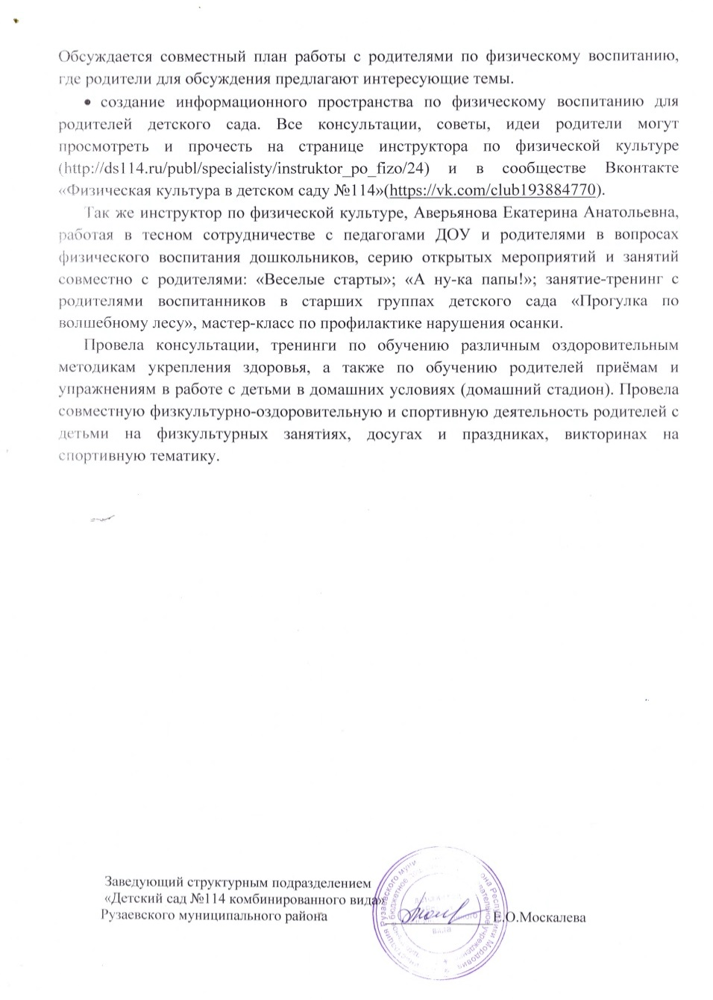 Обсуждается совместный план работы с родителями по физическому воспитанию,
где родители для обсуждения предлагают интересующие темы.
• создание информационного пространства по физическому воспитанию для
родителей детского сада. Все консультации, советы, идеи родители могут
просмотреть и прочесть на странице инструктора по физической культуре
(http://ds114.ru/publ/specialisty/instruktor_po_fizo/24) и в сообществе Вконтакте
«Физическая культура в детском саду №114»(https://vk.com/club193884770).
Так же инструктор по физической культуре, Аверьянова Екатерина Анатольевна,
работая в тесном сотрудничестве с педагогами ДОУ и родителями в вопросах
физического воспитания дошкольников, серию открытых мероприятий и занятий
совместно с родителями: «Веселые старты»; «А ну-ка папы!»; занятие-тренинг с
родителями воспитанников в старших группах детского сада «Прогулка по
волшебному лесу», мастер-класс по профилактике нарушения осанки.
Провела консультации, тренинги по обучению различным оздоровительным
методикам укрепления здоровья, а также по обучению родителей приёмам и
упражнениям в работе с детьми в домашних условиях (домашний стадион). Провела
совместную физкультурно-оздоровительную и спортивную деятельность родителей с
детьми на физкультурных занятиях, досугах и праздниках, викторинах на
спортивную тематику.
Заведующий структурным подразделением
«Детский сад №114 комбинированного вида»
Рузаевского муниципального района Е.О.Москалева
Рузаевского
Республики Мордовия
бюджетное
учреждение
вида